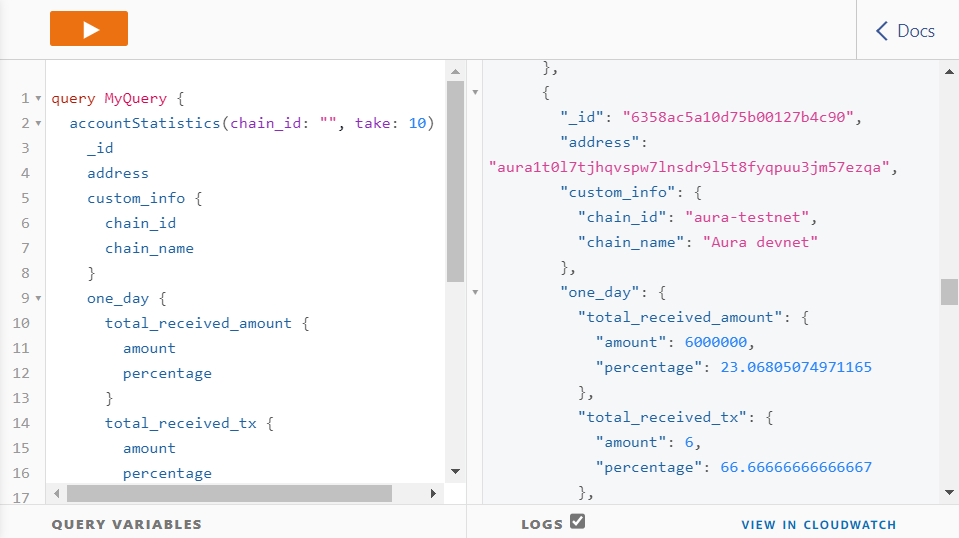 Docs
1 query MyQuery {
2 accountStatistics(chain_id: "", take: 10)
3 _id
4 address
5 custom_info {
6 chain_id
7 chain_name
8 }
9 one_day {
10 total_received_amount {
11 amount
12 percentage
13 }
14 total_received_tx {
15 amount
16 percentage
17
},
{
"_id": "6358ac5a10d75b00127b4c90",
"address":
"aura1t0l7tjhqvspw7lnsdr9l5t8fyqpuu3jm57ezqa",
"custom_info": {
"chain_id": "aura-testnet",
"chain_name": "Aura devnet"
},
"one_day": {
"total_received_amount": {
"amount": 6000000,
"percentage": 23.06805074971165
},
"total_received_tx": {
"amount": 6,
"percentage": 66.66666666666667
},
QUERY VARIABLES
LOGS
VIEW IN CLOUDWATCH